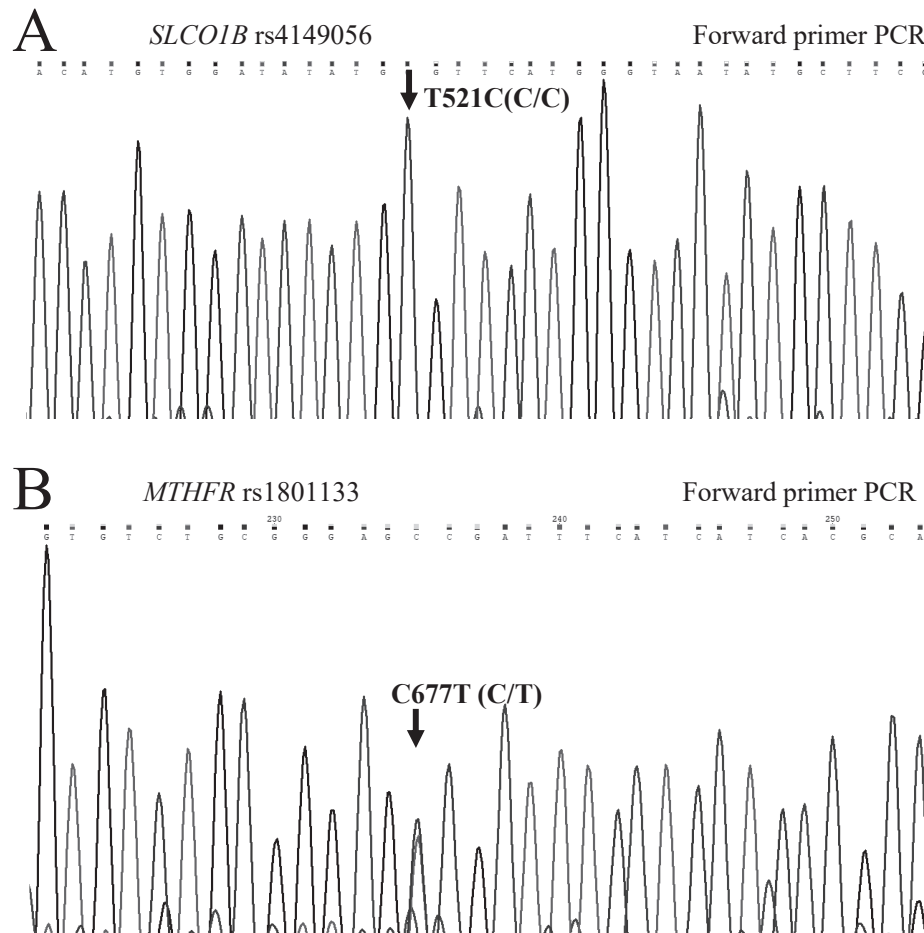 A
SLCO1B rs4149056
Forward primer PCR
A C A T G T G G A T A T A T G G T T C A T G G G T A A T A T G C T T C
T521C(C/C)
B
MTHFR rs1801133
Forward primer PCR
230 240 250
G T G T C T G C G G G A G C C G A T T T C A T C A T C A C G C A
C677T (C/T)